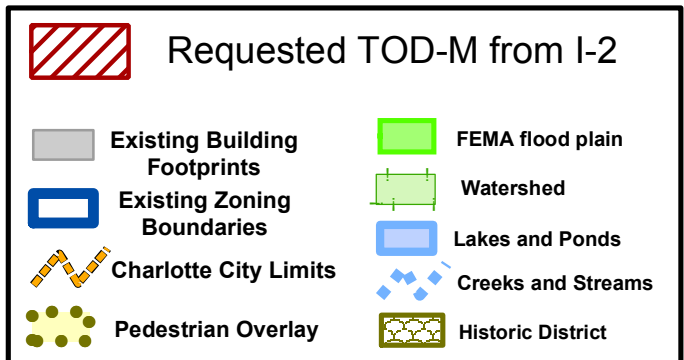 Requested TOD-M from I-2
Existing Building
Footprints
Existing Zoning
Boundaries
Charlotte City Limits
Pedestrian Overlay
FEMA flood plain
Watershed
Lakes and Ponds
Creeks and Streams
Historic District